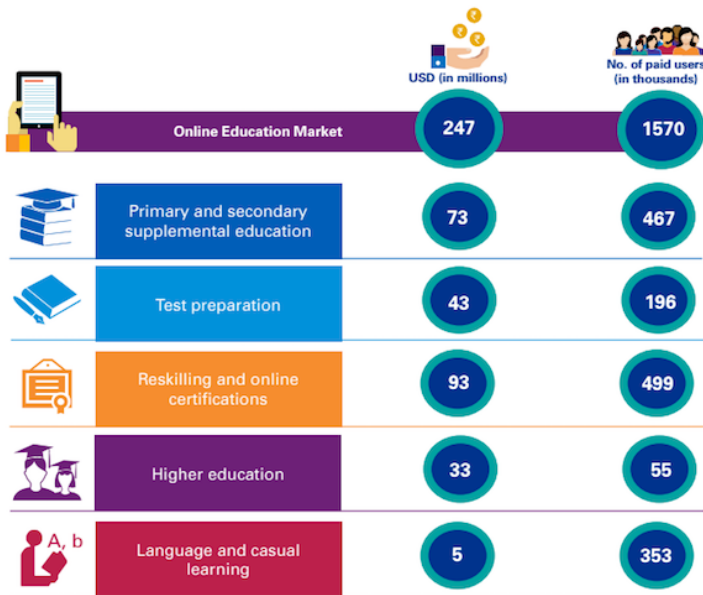 USD (in millions)
No. of paid users
(in thousands)
Online Education Market
247
1570
Primary and secondary
supplemental education
73
467
Test preparation
43
196
Reskilling and online
certifications
93
499
Higher education
33
55
A, b
Language and casual
learning
5
353